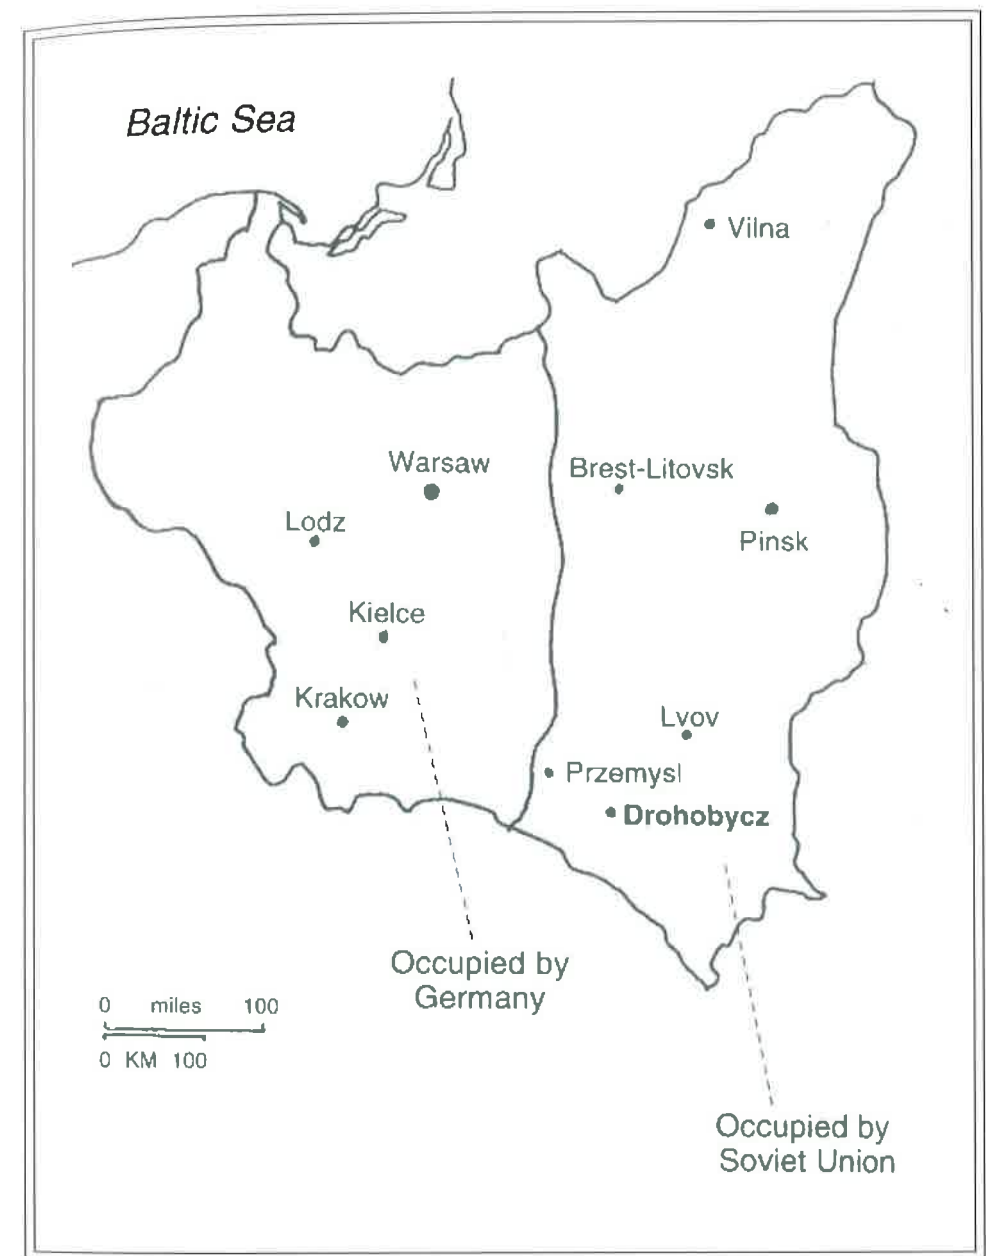 Baltic Sea
Vilna
Warsaw
Brest-Litovsk
Lodz
Pinsk
Kielce
Krakow
Lvov
Przemysl
Drohobycz
Occupied by
Germany
0 miles 100
0 KM 100
Occupied by
Soviet Union